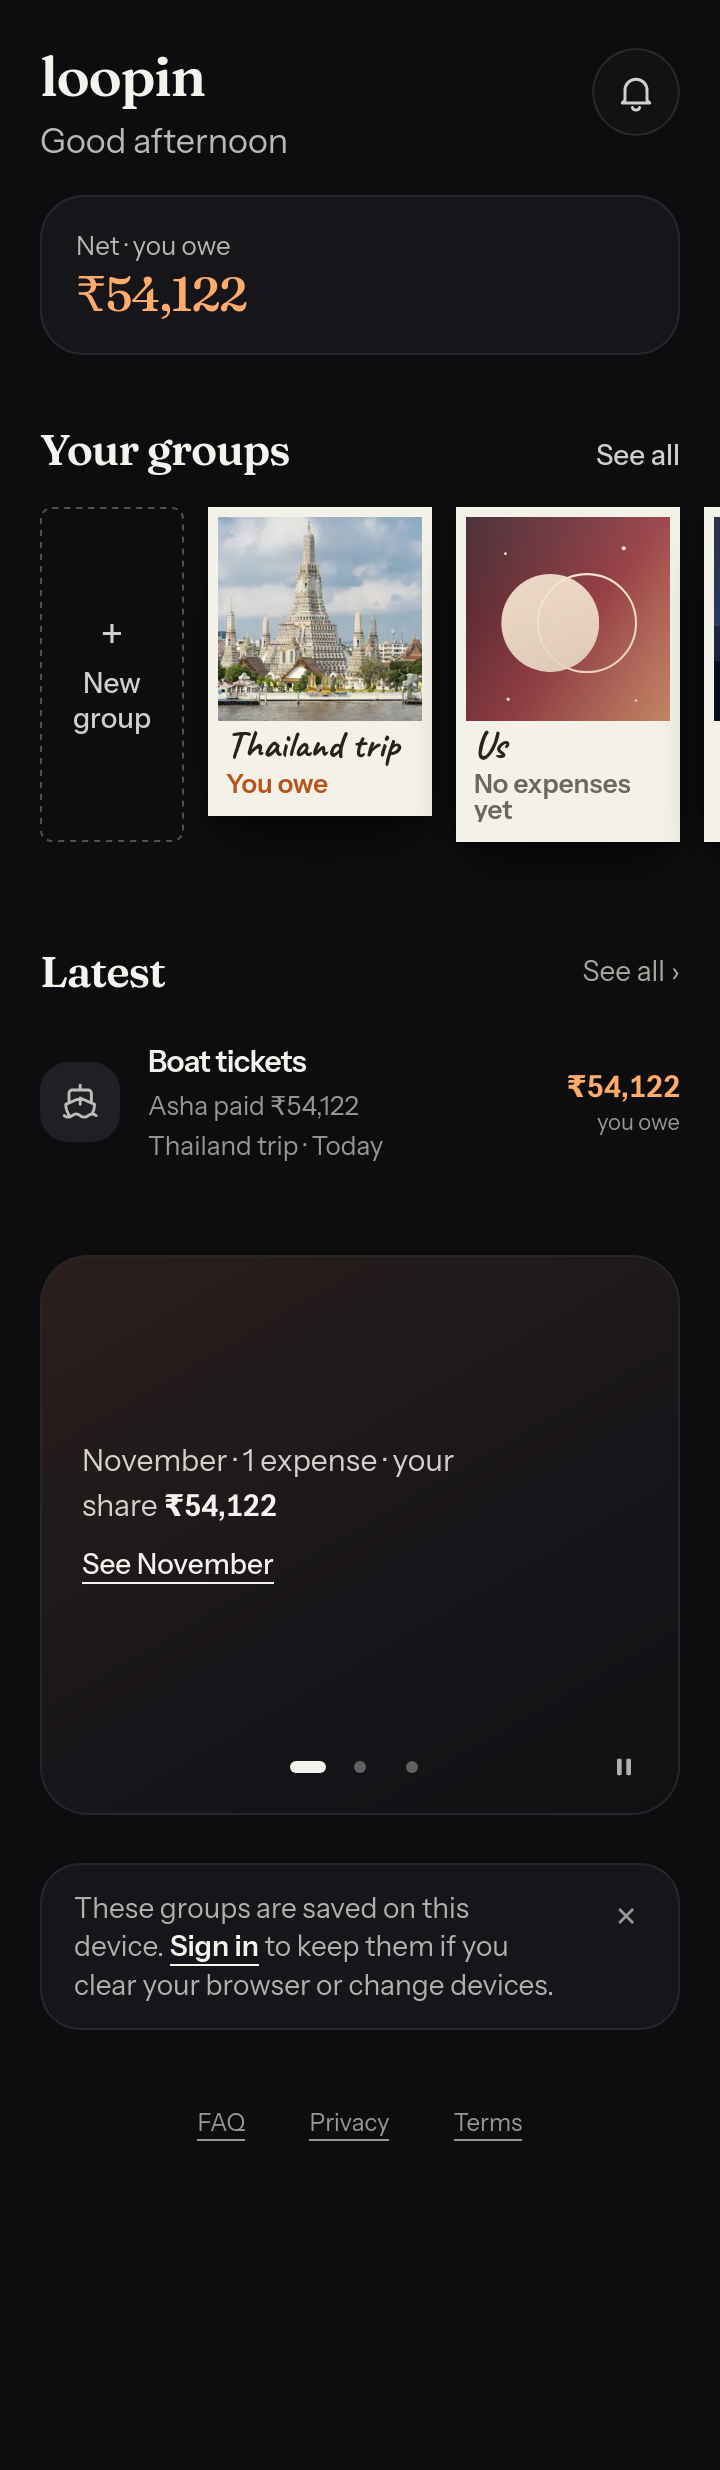 loopin
Good afternoon
Net · you owe
₹54,122
Your groups
See all
+
New
group
Thailand trip
You owe
Us
No expenses
yet
Latest
See all ›
Boat tickets
Asha paid ₹54,122
Thailand trip · Today
₹54,122
you owe
November · 1 expense · your
share ₹54,122
See November
These groups are saved on this
device. Sign in to keep them if you
clear your browser or change devices.
FAQ
Privacy
Terms